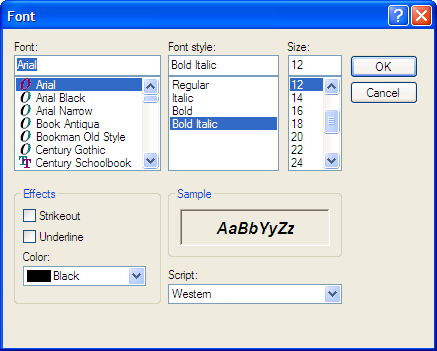 Font
Font: Font style: Size:
Arial Bold Italic 12 OK
Arial Regular 12 Cancel
Arial Black Italic 14
Arial Narrow Bold 16
Book Antiqua Bold Italic 18
Bookman Old Style 20
Century Gothic 22
Century Schoolbook 24
Effects Sample
Strikeout AaBbYyZz
Underline
Color:
Black Script:
Western